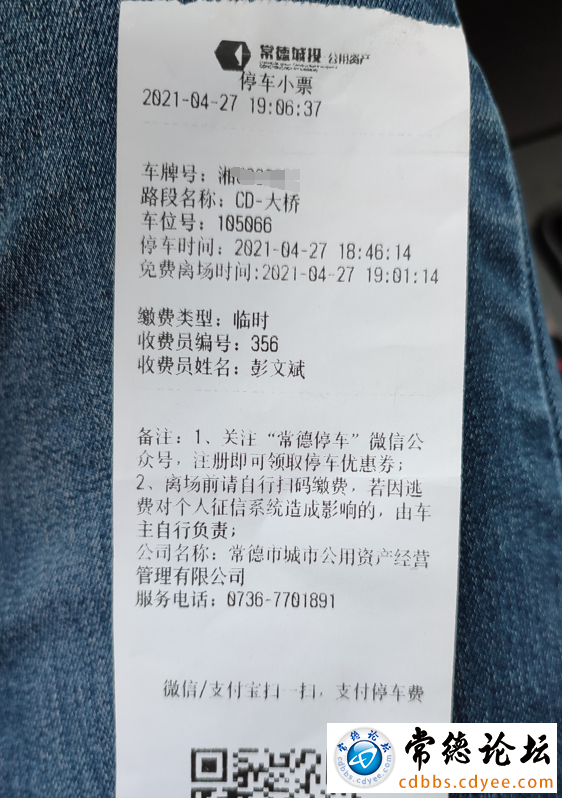 常德城投 公用资产
停车小票
2021-04-27 19:06:37
车牌号：湘
路段名称：CD-大桥
车位号：105066
停车时间：2021-04-27 18:46:14
免费离场时间:2021-04-27 19:01:14
缴费类型：临时
收费员编号：356
收费员姓名：彭文斌
备注：1、关注“常德停车”微信公
众号，注册即可领取停车优惠券；
2、离场前请自行扫码缴费，若因逃
费对个人征信系统造成影响的，由车
主自行负责；
公司名称：常德市城市公用资产经营
管理有限公司
服务电话：0736-7701891
微信/支付宝扫一扫，支付停车费
常德论坛
cdbbs.cdyee.com